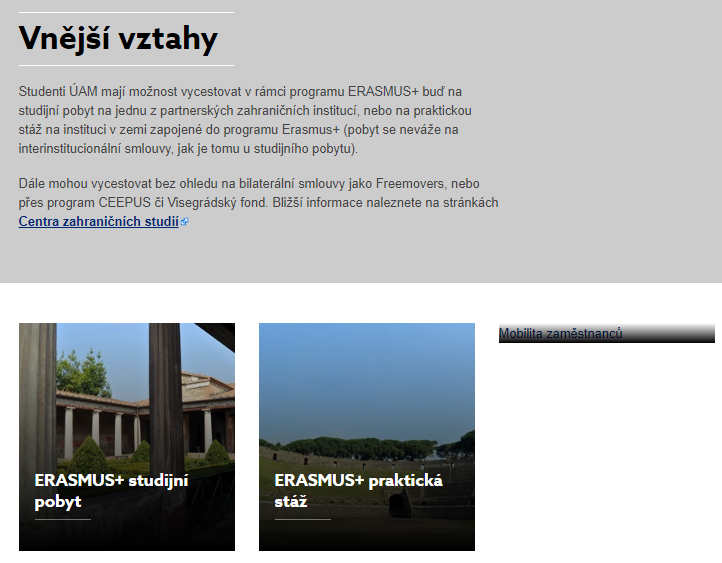 Vnější vztahy
Studenti ÚAM mají možnost vycestovat v rámci programu ERASMUS+ buď na
studijní pobyt na jednu z partnerských zahraničních institucí, nebo na praktickou
stáž na instituci v zemi zapojené do programu Erasmus+ (pobyt se neváže na
interinstitucionální smlouvy, jak je tomu u studijního pobytu).
Dále mohou vycestovat bez ohledu na bilaterální smlouvy jako Freemovers, nebo
přes program CEEPUS či Visegrádský fond. Bližší informace naleznete na stránkách
Centra zahraničních studií
ERASMUS+ studijní
pobyt
ERASMUS+ praktická
stáž
Mobilita zaměstnanců